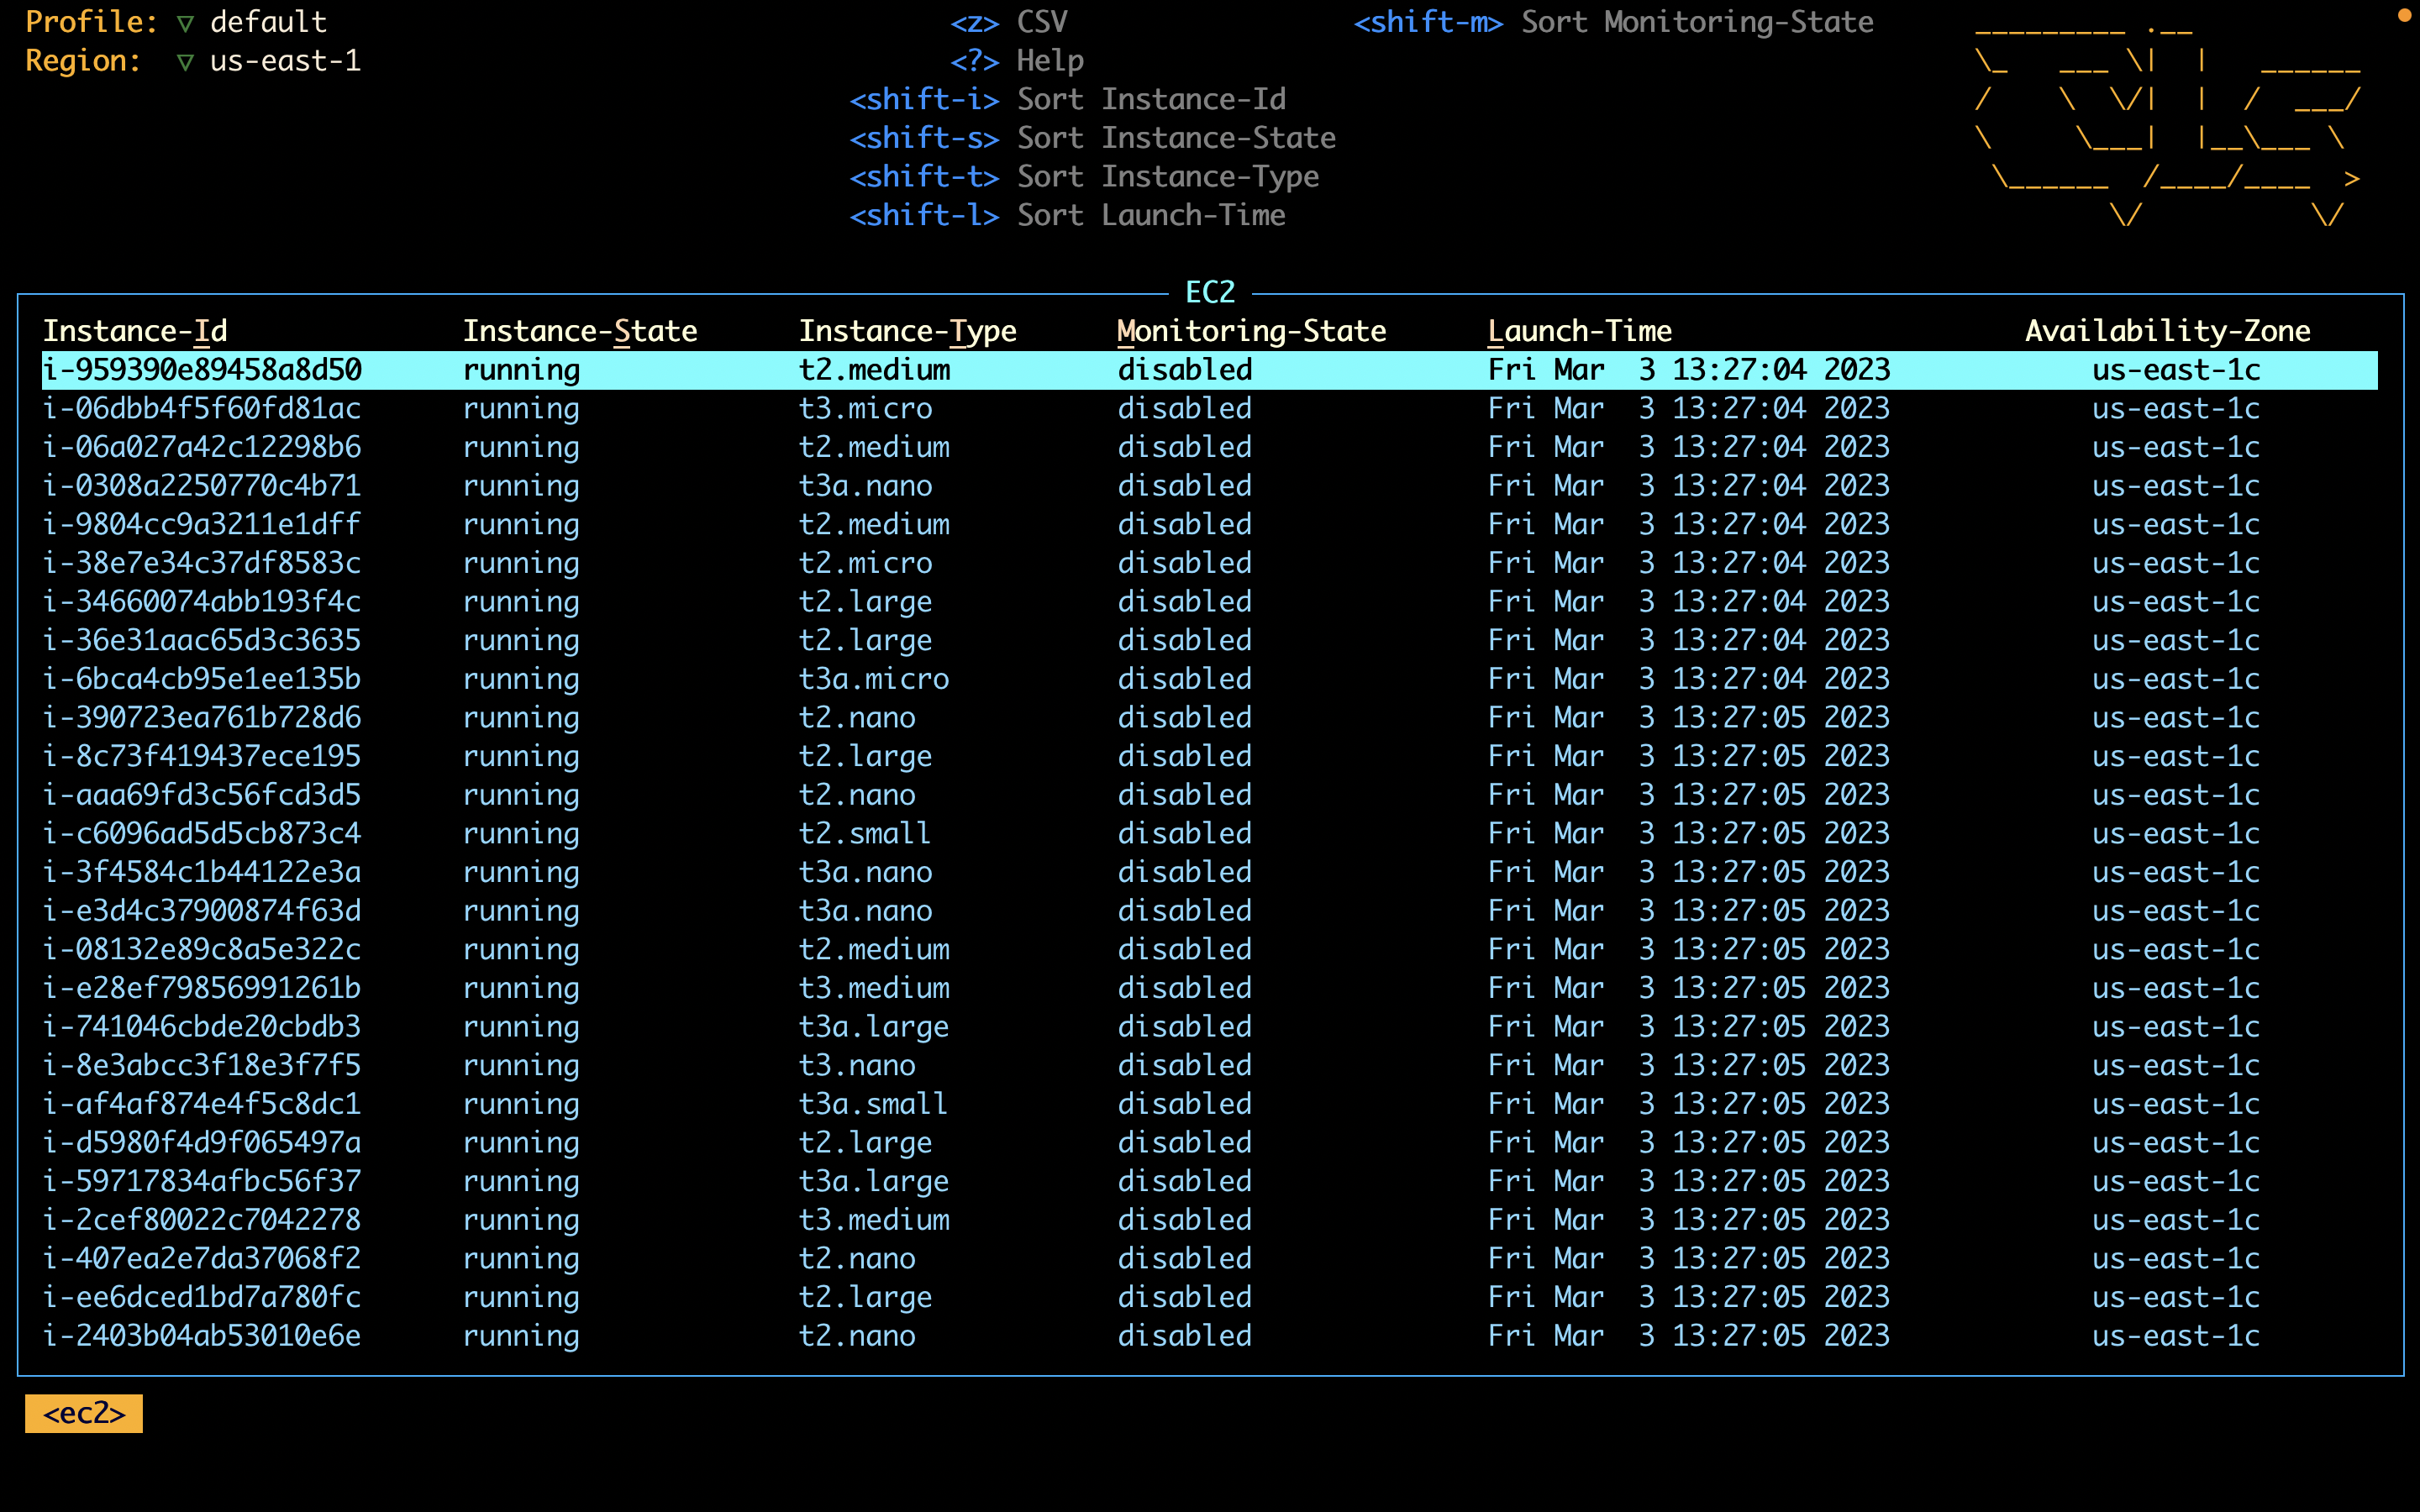 Profile: ▽ default
Region: ▽ us-east-1
<z> CSV
<?> Help
<shift-i> Sort Instance-Id
<shift-s> Sort Instance-State
<shift-t> Sort Instance-Type
<shift-l> Sort Launch-Time
<shift-m> Sort Monitoring-State
EC2
Instance-Id Instance-State Instance-Type Monitoring-State Launch-Time Availability-Zone
i-959390e89458a8d50 running t2.medium disabled Fri Mar 3 13:27:04 2023 us-east-1c
i-06dbb4f5f60fd81ac running t3.micro disabled Fri Mar 3 13:27:04 2023 us-east-1c
i-06a027a42c12298b6 running t2.medium disabled Fri Mar 3 13:27:04 2023 us-east-1c
i-0308a2250770c4b71 running t3a.nano disabled Fri Mar 3 13:27:04 2023 us-east-1c
i-9804cc9a3211e1dff running t2.medium disabled Fri Mar 3 13:27:04 2023 us-east-1c
i-38e7e34c37df8583c running t2.micro disabled Fri Mar 3 13:27:04 2023 us-east-1c
i-34660074abb193f4c running t2.large disabled Fri Mar 3 13:27:04 2023 us-east-1c
i-36e31aac65d3c3635 running t2.large disabled Fri Mar 3 13:27:04 2023 us-east-1c
i-6bca4cb95e1ee135b running t3a.micro disabled Fri Mar 3 13:27:04 2023 us-east-1c
i-390723ea761b728d6 running t2.nano disabled Fri Mar 3 13:27:05 2023 us-east-1c
i-8c73f419437ece195 running t2.large disabled Fri Mar 3 13:27:05 2023 us-east-1c
i-aaa69fd3c56fcd3d5 running t2.nano disabled Fri Mar 3 13:27:05 2023 us-east-1c
i-c6096ad5d5cb873c4 running t2.small disabled Fri Mar 3 13:27:05 2023 us-east-1c
i-3f4584c1b44122e3a running t3a.nano disabled Fri Mar 3 13:27:05 2023 us-east-1c
i-e3d4c37900874f63d running t3a.nano disabled Fri Mar 3 13:27:05 2023 us-east-1c
i-08132e89c8a5e322c running t2.medium disabled Fri Mar 3 13:27:05 2023 us-east-1c
i-e28ef79856991261b running t3.medium disabled Fri Mar 3 13:27:05 2023 us-east-1c
i-741046cbde20cbdb3 running t3a.large disabled Fri Mar 3 13:27:05 2023 us-east-1c
i-8e3abcc3f18e3f7f5 running t3.nano disabled Fri Mar 3 13:27:05 2023 us-east-1c
i-af4af874e4f5c8dc1 running t3a.small disabled Fri Mar 3 13:27:05 2023 us-east-1c
i-d5980f4d9f065497a running t2.large disabled Fri Mar 3 13:27:05 2023 us-east-1c
i-59717834afbc56f37 running t3a.large disabled Fri Mar 3 13:27:05 2023 us-east-1c
i-2cef80022c7042278 running t3.medium disabled Fri Mar 3 13:27:05 2023 us-east-1c
i-407ea2e7da37068f2 running t2.nano disabled Fri Mar 3 13:27:05 2023 us-east-1c
i-ee6dced1bd7a780fc running t2.large disabled Fri Mar 3 13:27:05 2023 us-east-1c
i-2403b04ab53010e6e running t2.nano disabled Fri Mar 3 13:27:05 2023 us-east-1c
<ec2>